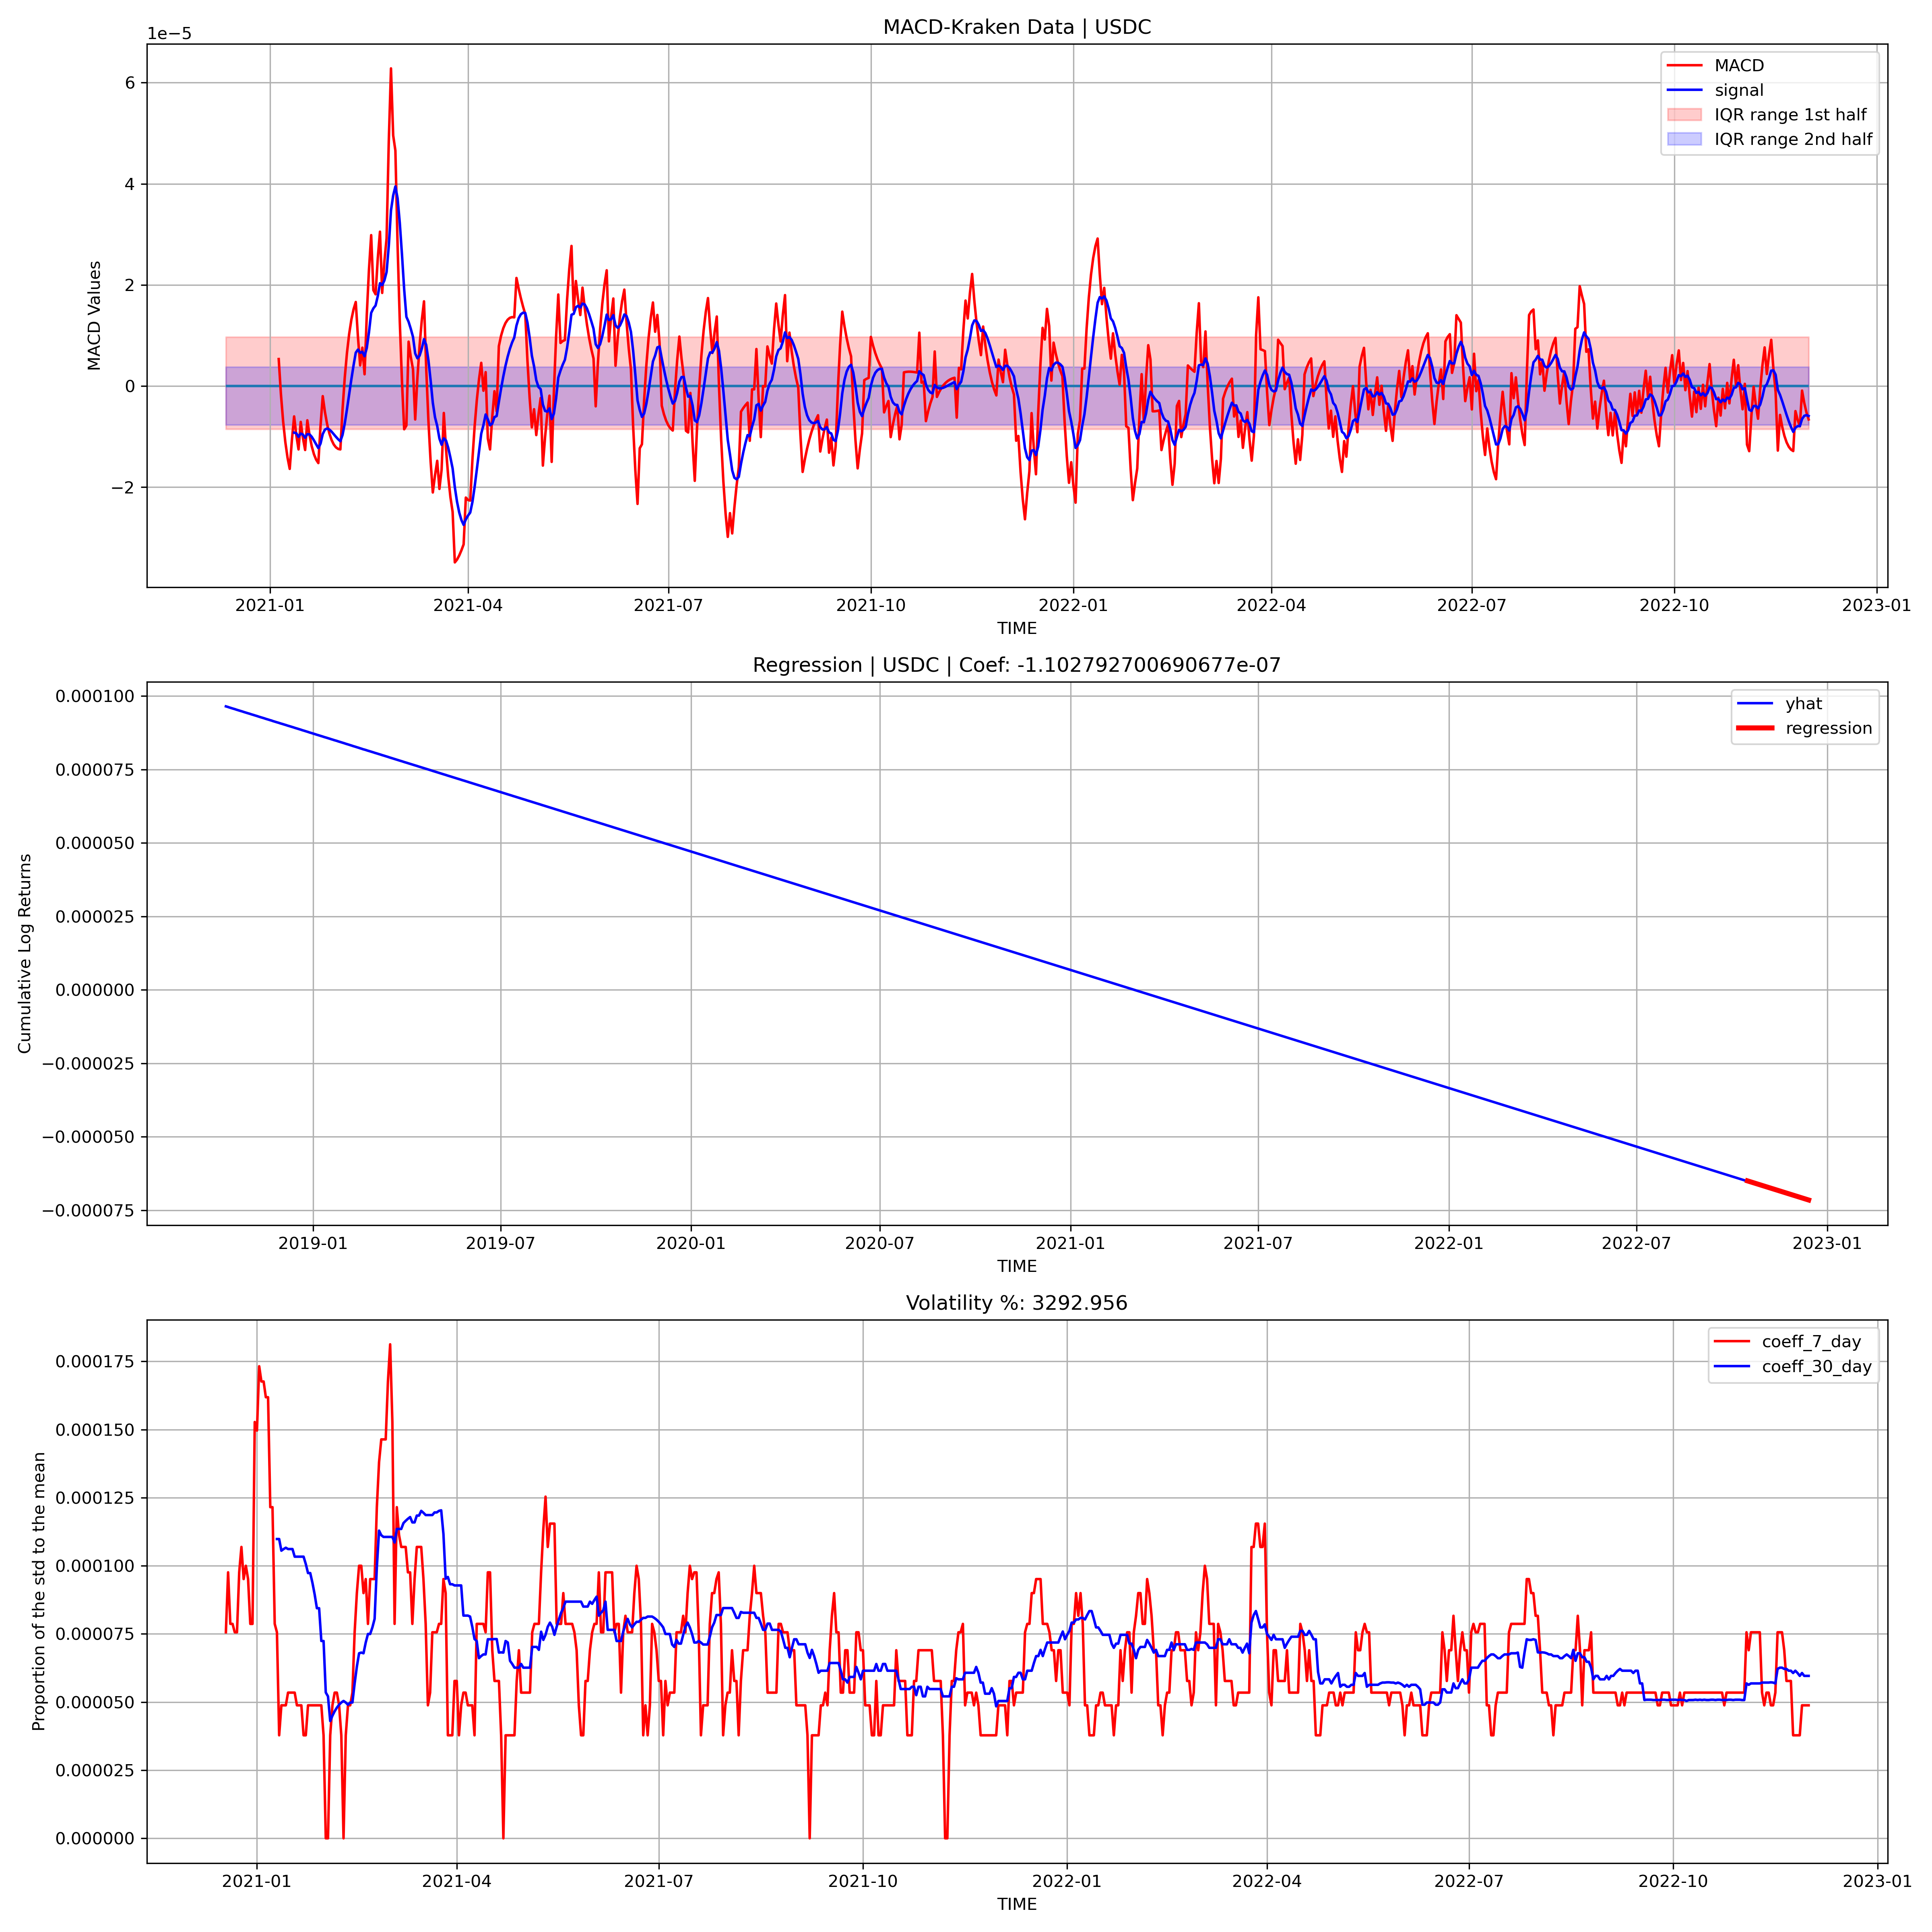 MACD-Kraken Data | USDC
1e−5
MACD
signal
IQR range 1st half
IQR range 2nd half
6
4
2
0
−2
MACD Values
2021-01 2021-04 2021-07 2021-10 2022-01 2022-04 2022-07 2022-10 2023-01
TIME
Regression | USDC | Coef: -1.102792700690677e-07
yhat
regression
0.000100
0.000075
0.000050
0.000025
0.000000
−0.000025
−0.000050
−0.000075
Cumulative Log Returns
2019-01 2019-07 2020-01 2020-07 2021-01 2021-07 2022-01 2022-07 2023-01
TIME
Volatility %: 3292.956
coeff_7_day
coeff_30_day
0.000175
0.000150
0.000125
0.000100
0.000075
0.000050
0.000025
0.000000
Proportion of the std to the mean
2021-01 2021-04 2021-07 2021-10 2022-01 2022-04 2022-07 2022-10 2023-01
TIME